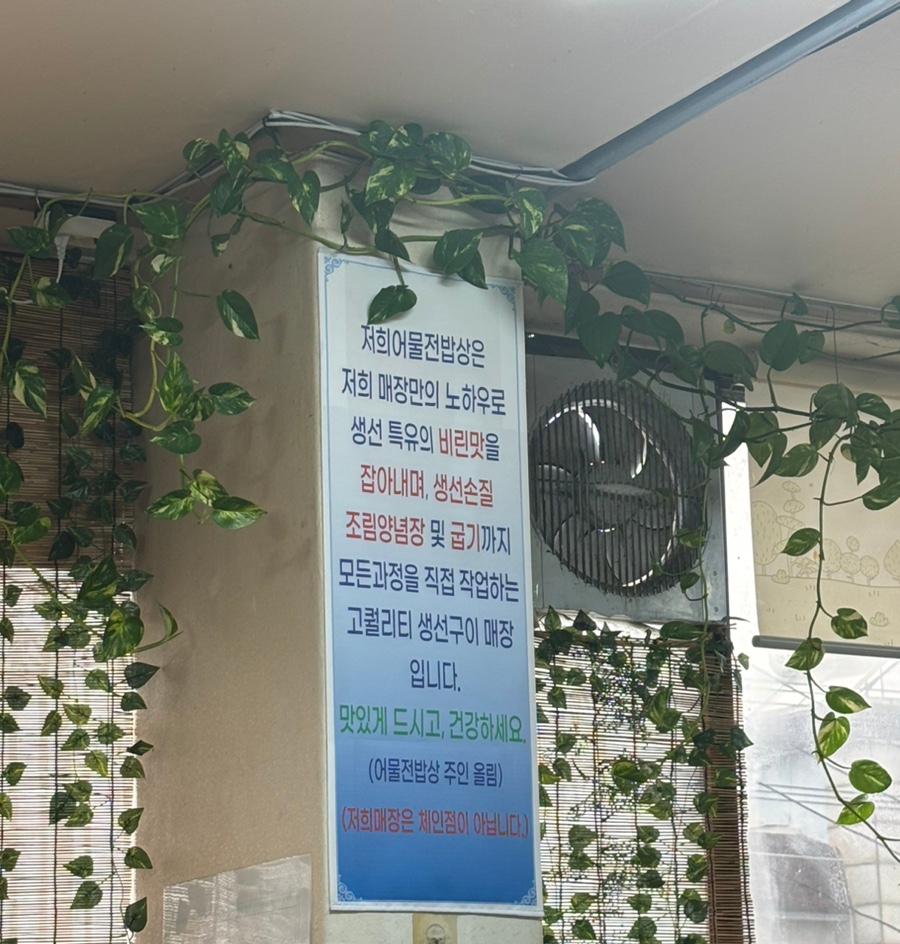 저희어물전밥상은
저희 매장만의 노하우로
생선 특유의 비린맛을
잡아내며, 생선손질
조림양념장 및 굽기까지
모든과정을 직접 작업하는
고퀄리티 생선구이 매장
입니다.
맛있게 드시고, 건강하세요.
(어물전밥상 주인 올림)
(저희매장은 체인점이 아닙니다.)